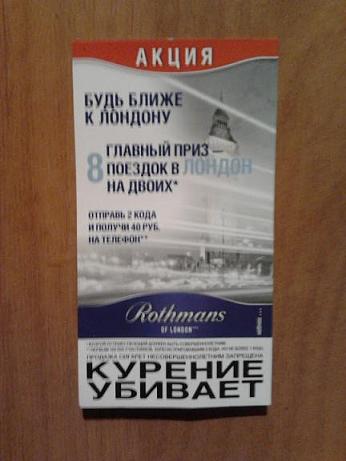 АКЦИЯ
БУДЬ БЛИЖЕ
К ЛОНДОНУ
8 ГЛАВНЫЙ ПРИЗ –
ПОЕЗДОК В ЛОНДОН
НА ДВОИХ*
ОТПРАВЬ 2 КОДА
И ПОЛУЧИ 40 РУБ.
НА ТЕЛЕФОН**
Rothmans
OF LONDON
ПРОДАЖА СИГАРЕТ НЕСОВЕРШЕННОЛЕТНИМ ЗАПРЕЩЕНА
КУРЕНИЕ
УБИВАЕТ